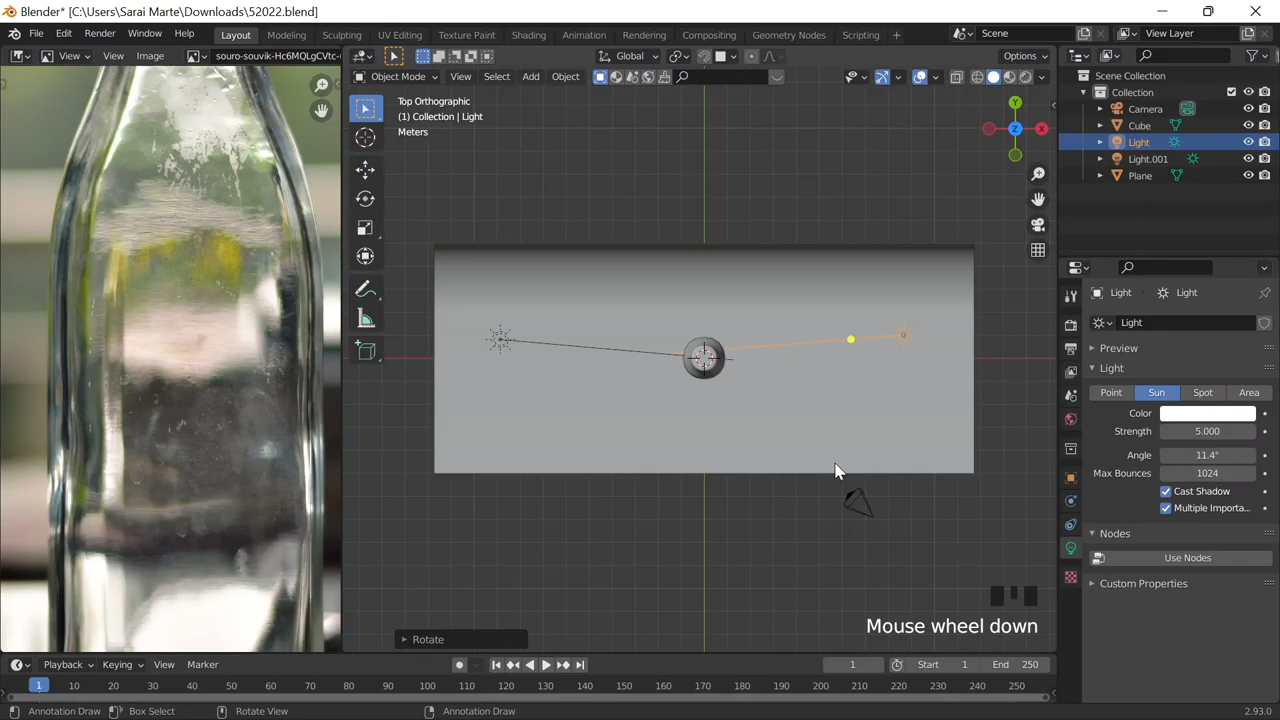 Blender* [C:\Users\Sarai Marte\Downloads\52022.blend]
File Edit Render Window Help Layout Modeling Sculpting UV Editing Texture Paint Shading Animation Rendering Compositing Geometry Nodes Scripting + Scene View Layer
View View Image souro-souvik-Hc6MQLgCVtc- Global Options
Object Mode View Select Add Object
Top Orthographic
(1) Collection | Light
Meters
Y
Z
X
Scene Collection
Collection
Camera
Cube
Light
Light.001
Plane
Light Light
Light
Preview
Light
Point Sun Spot Area
Color
Strength 5.000
Angle 11.4°
Max Bounces 1024
Cast Shadow
Multiple Importa...
Nodes
Use Nodes
Custom Properties
Rotate
Mouse wheel down
Playback Keying View Marker 1 Start 1 End 250
1 10 20 30 40 50 60 70 80 90 100 110 120 130 140 150 160 170 180 190 200 210 220 230 240 250
Annotation Draw Box Select Rotate View Annotation Draw 2.93.0